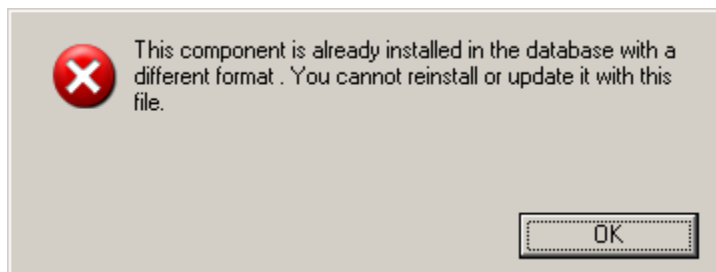 This component is already installed in the database with a
different format . You cannot reinstall or update it with this
file.
OK